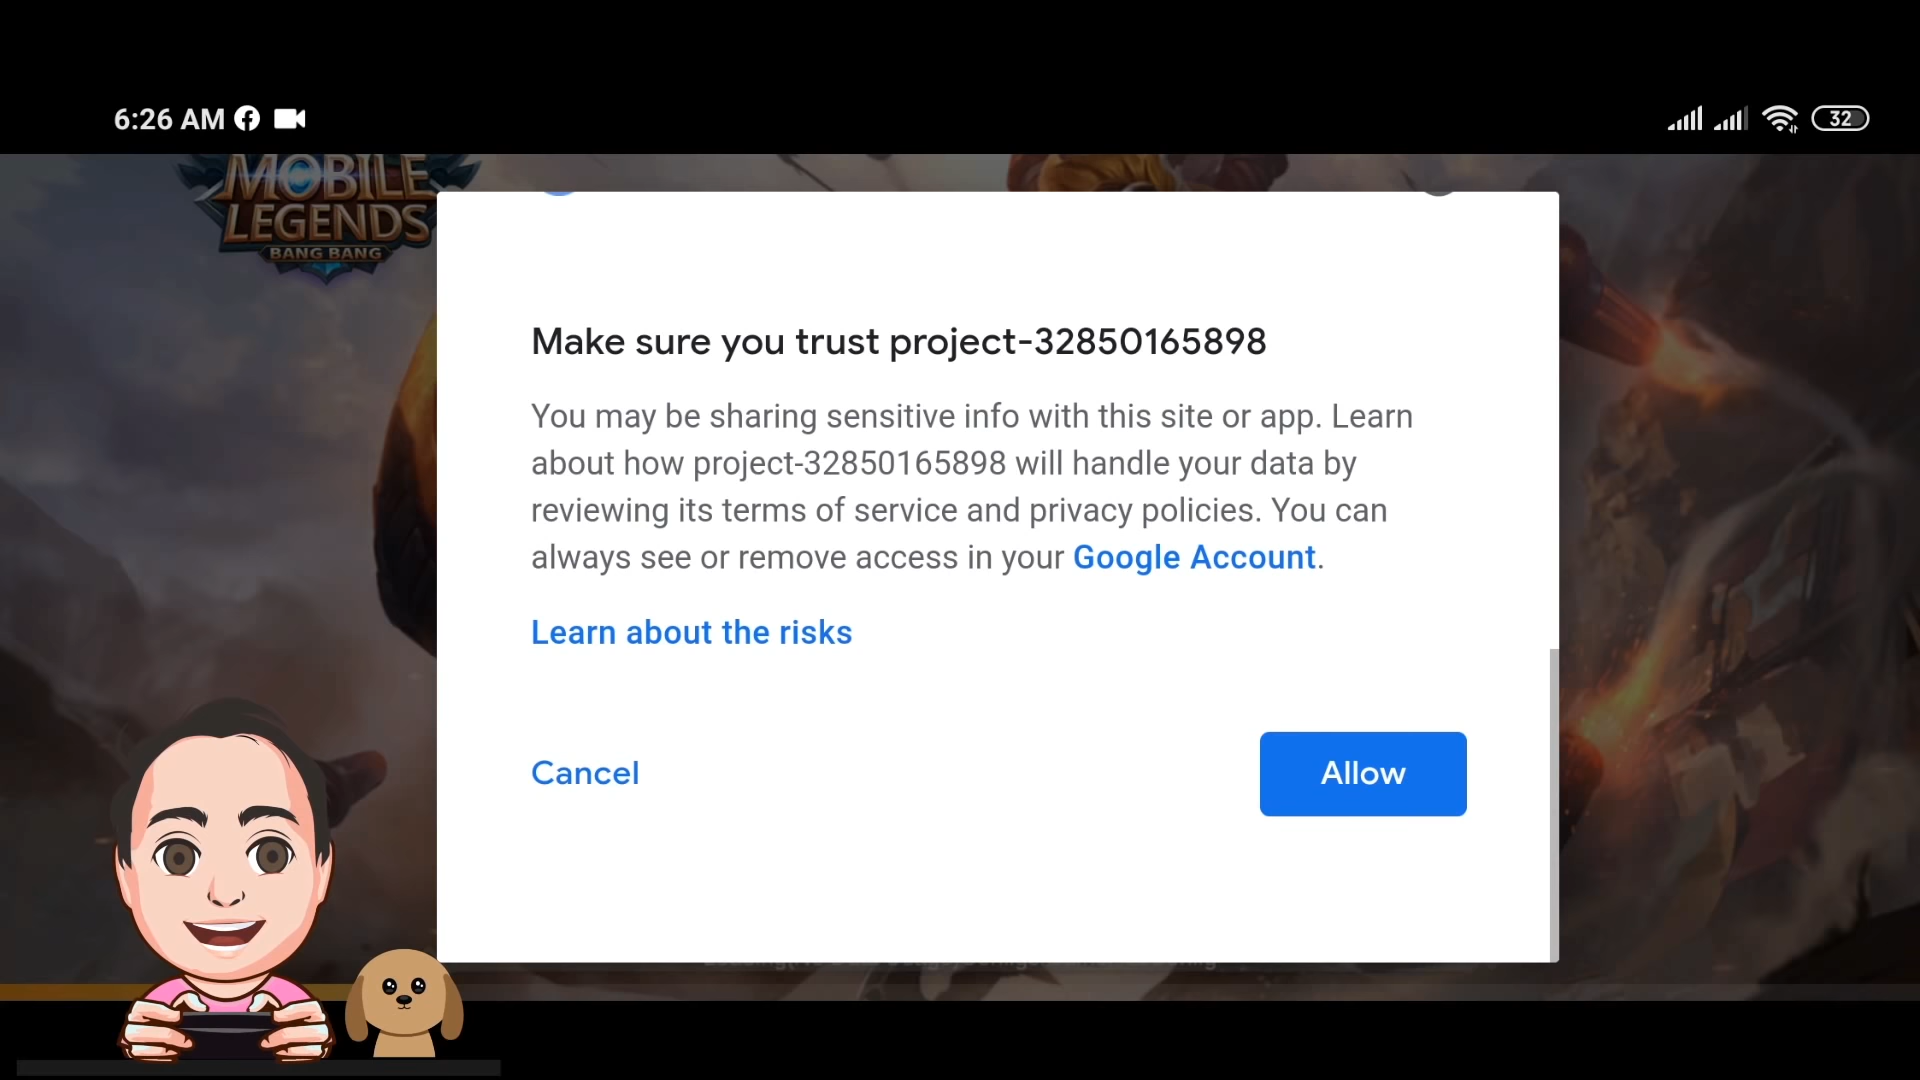 6:26 AM
32
MOBILE
LEGENDS
BANG BANG
Make sure you trust project-32850165898
You may be sharing sensitive info with this site or app. Learn
about how project-32850165898 will handle your data by
reviewing its terms of service and privacy policies. You can
always see or remove access in your Google Account.
Learn about the risks
Cancel
Allow